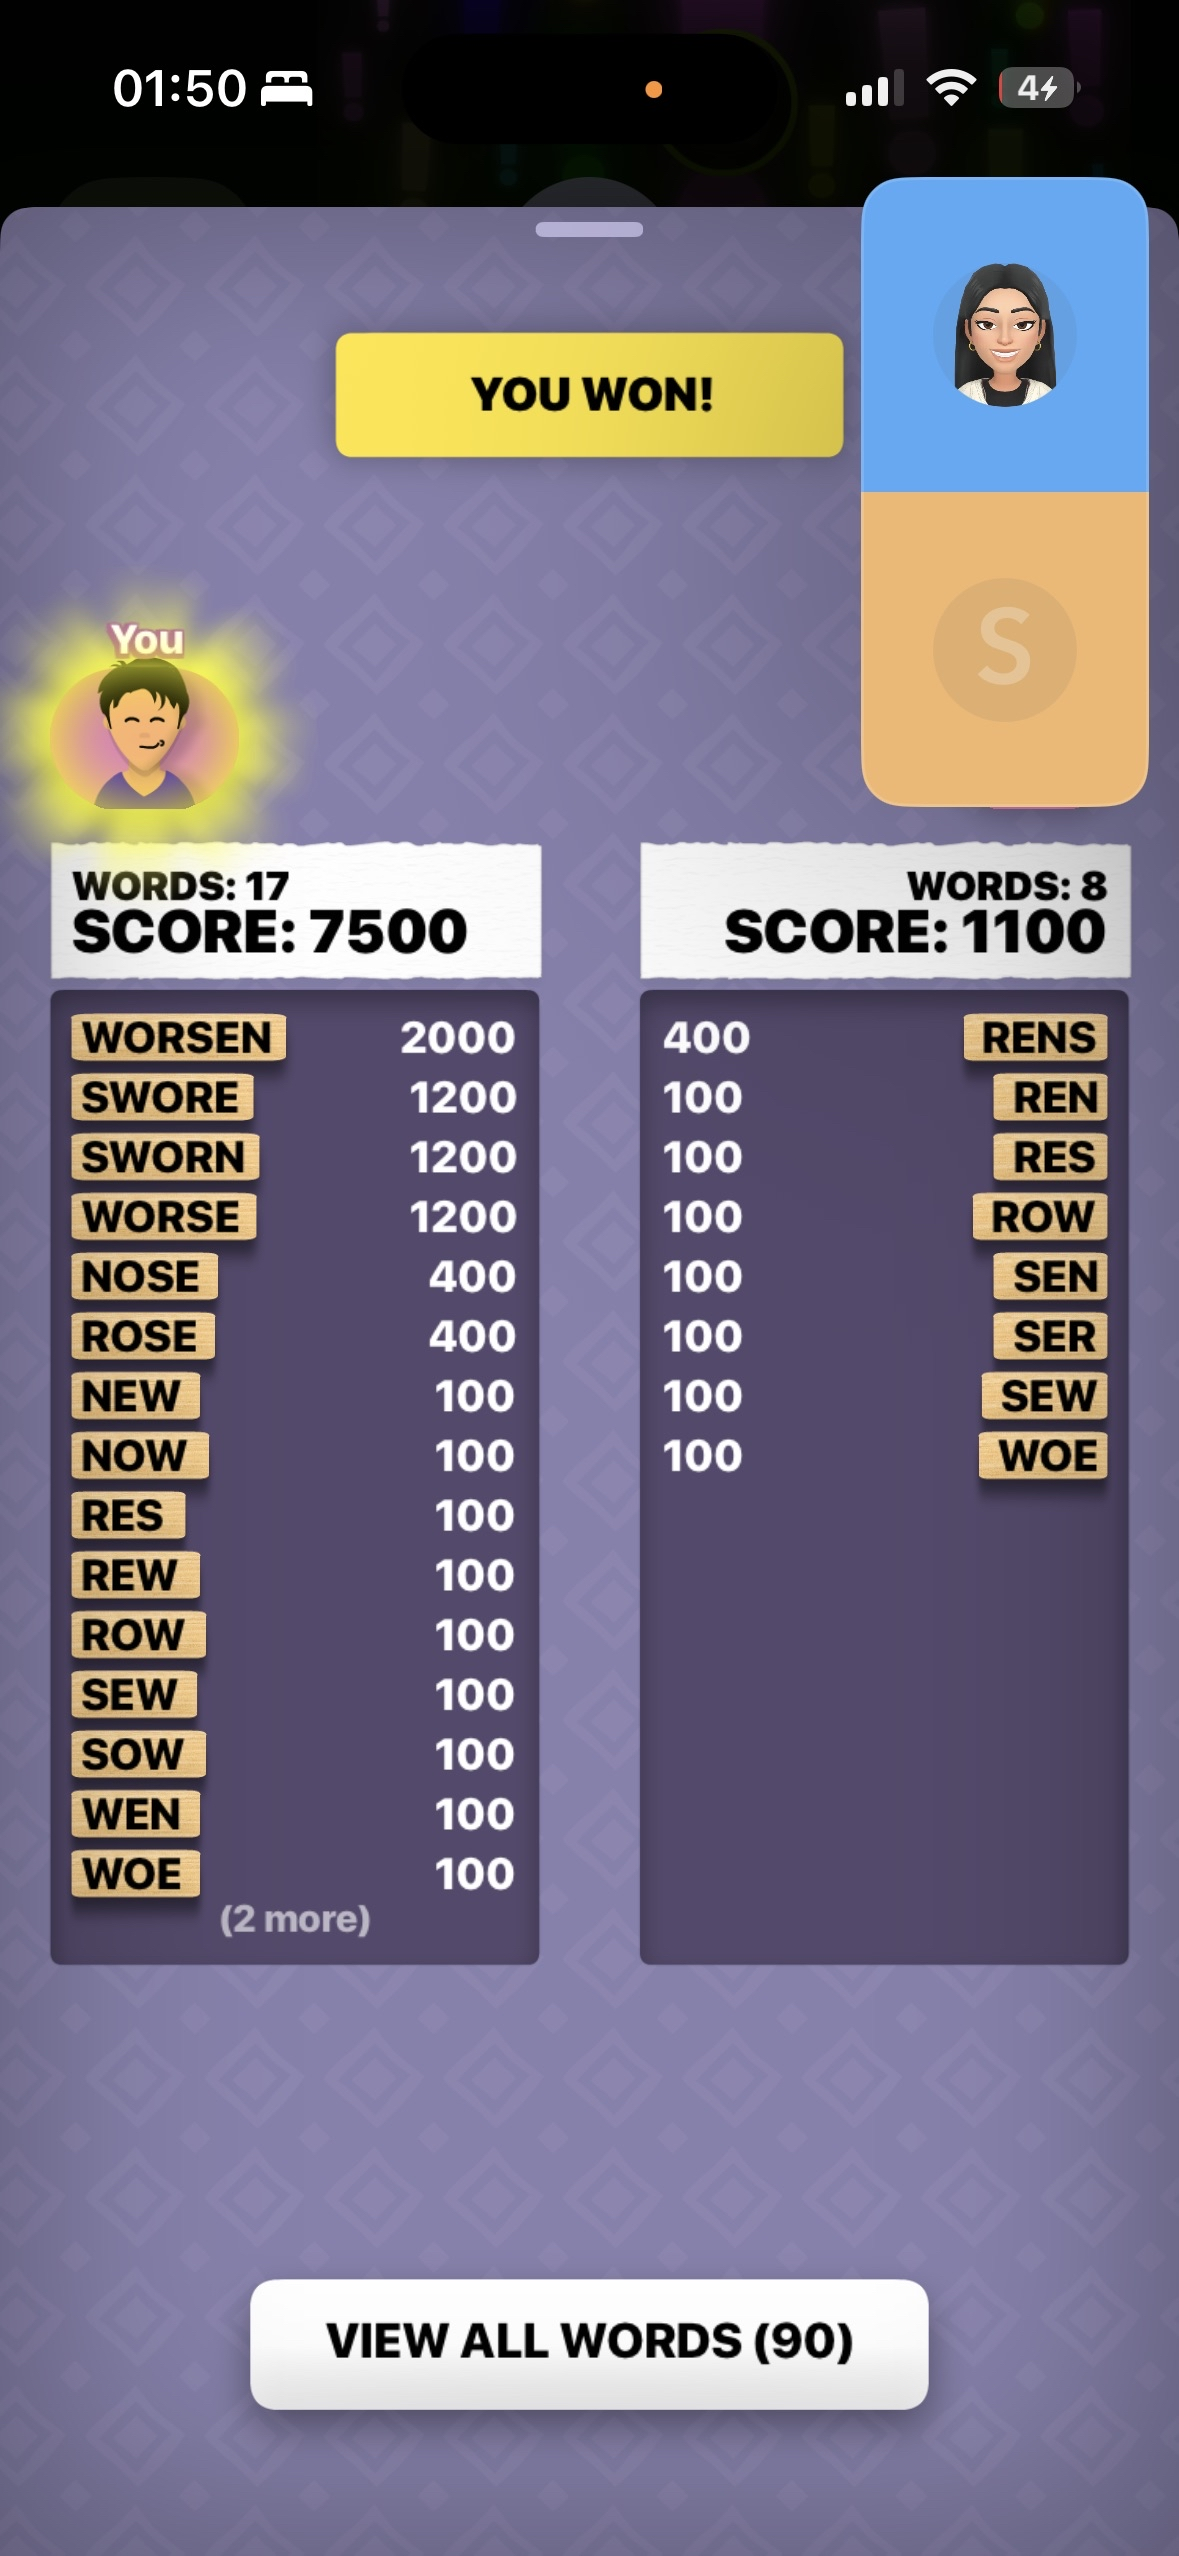 01:50
4
YOU WON!
S
You
WORDS: 17
SCORE: 7500
WORSEN 2000
SWORE 1200
SWORN 1200
WORSE 1200
NOSE 400
ROSE 400
NEW 100
NOW 100
RES 100
REW 100
ROW 100
SEW 100
SOW 100
WEN 100
WOE 100
(2 more)
WORDS: 8
SCORE: 1100
400 RENS
100 REN
100 RES
100 ROW
100 SEN
100 SER
100 SEW
100 WOE
VIEW ALL WORDS (90)